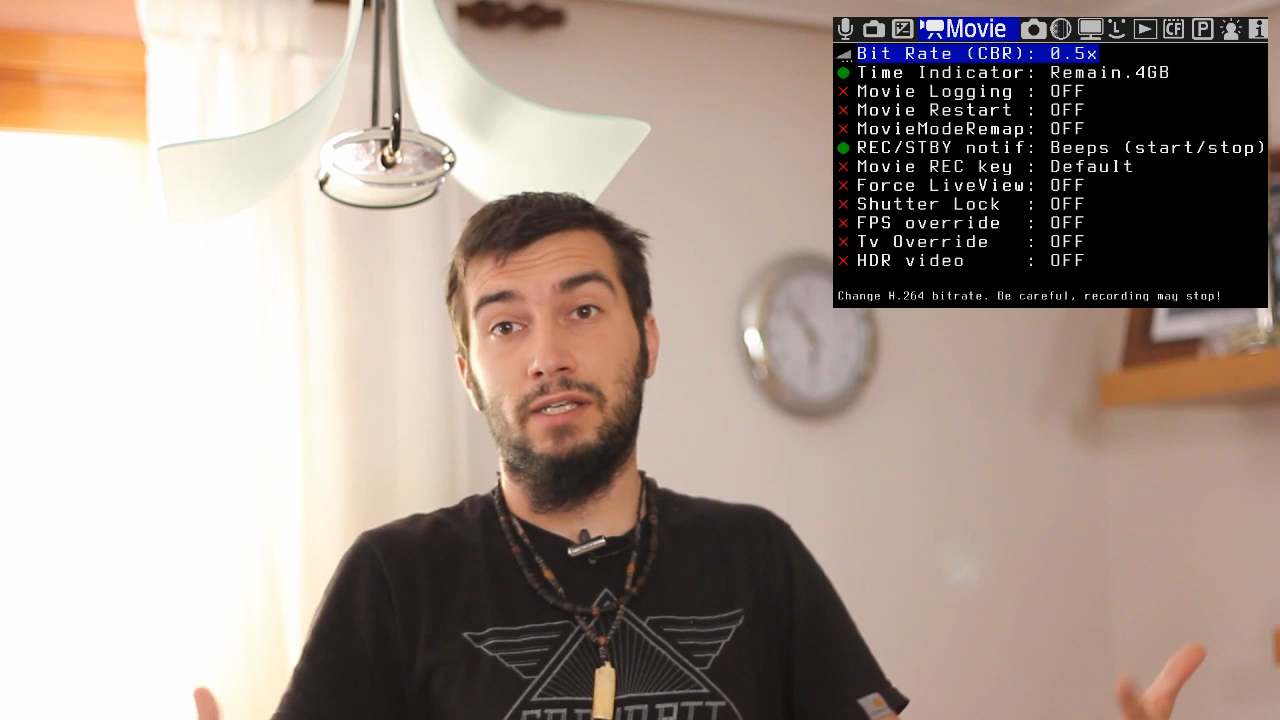 Movie CF P i
Bit Rate (CBR): 0.5x
Time Indicator: Remain.4GB
Movie Logging : OFF
Movie Restart : OFF
MovieModeRemap: OFF
REC/STBY notif: Beeps (start/stop)
Movie REC key : Default
Force LiveView: OFF
Shutter Lock : OFF
FPS override : OFF
Tv Override : OFF
HDR video : OFF
Change H.264 bitrate. Be careful, recording may stop!